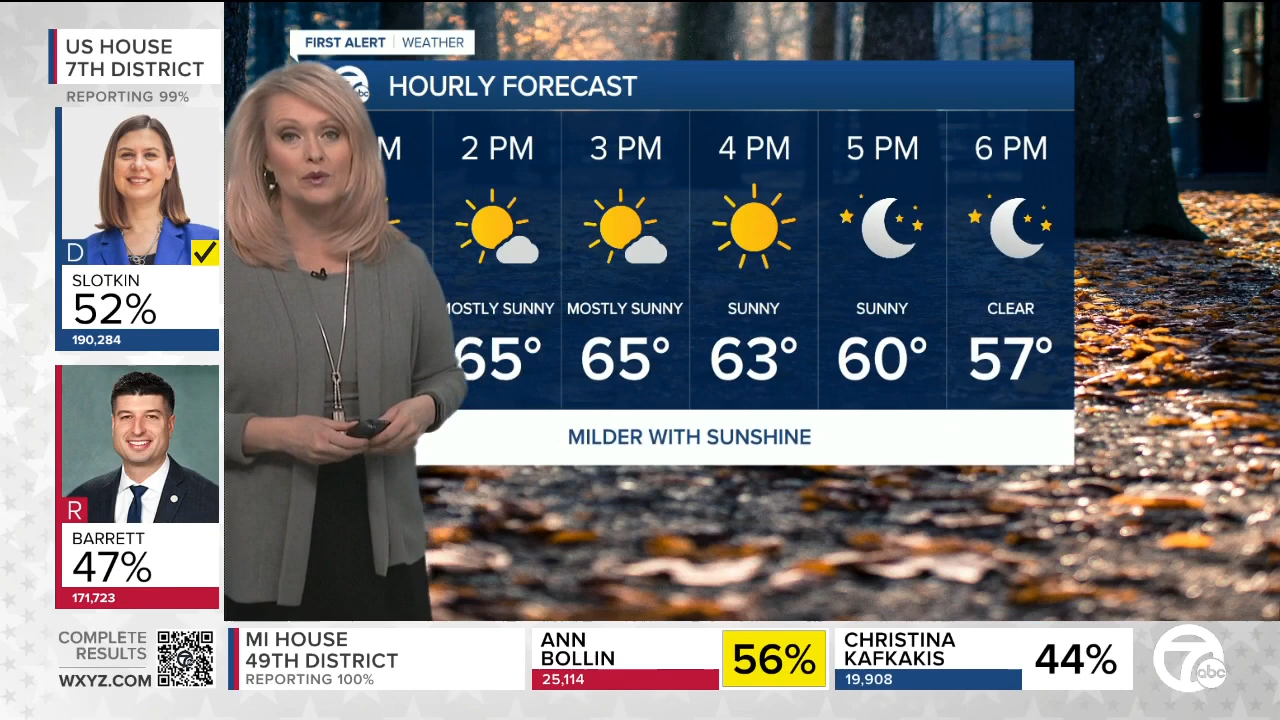 US HOUSE
7TH DISTRICT
REPORTING 99%
D
SLOTKIN
52%
190,284
R
BARRETT
47%
171,723
FIRST ALERT | WEATHER
abc HOURLY FORECAST
M 2 PM 3 PM 4 PM 5 PM 6 PM
MOSTLY SUNNY MOSTLY SUNNY SUNNY SUNNY CLEAR
65° 65° 63° 60° 57°
MILDER WITH SUNSHINE
COMPLETE
RESULTS
WXYZ.COM
MI HOUSE
49TH DISTRICT
REPORTING 100%
ANN
BOLLIN
25,114
56%
CHRISTINA
KAFKAKIS
19,908
44%
7 abc